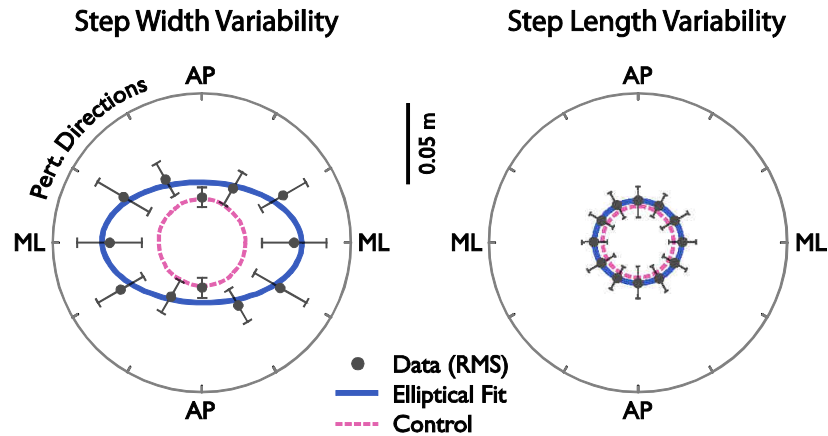 Step Width Variability
Step Length Variability
AP
AP
Pert. Directions
0.05 m
ML
ML
ML
ML
Data (RMS)
Elliptical Fit
Control
AP
AP